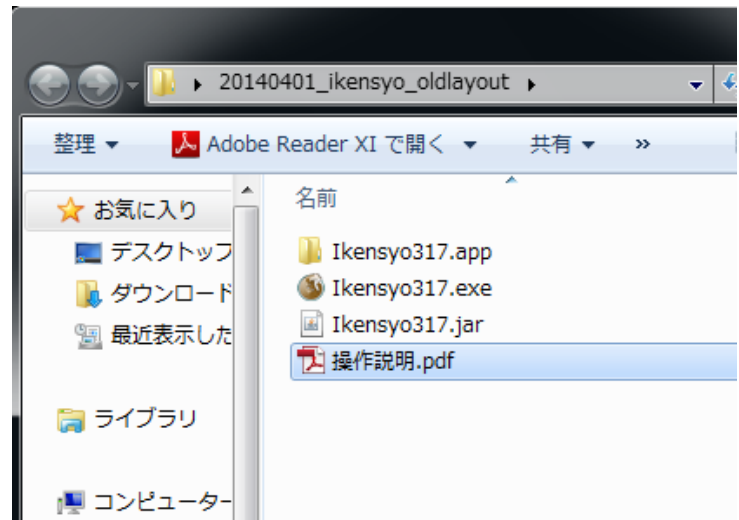 20140401_ikensyo_oldlayout
整理 Adobe Reader XI で開く 共有 »
お気に入り
デスクトップ
ダウンロード
最近表示した
ライブラリ
コンピューター
名前
Ikensyo317.app
Ikensyo317.exe
Ikensyo317.jar
操作説明.pdf